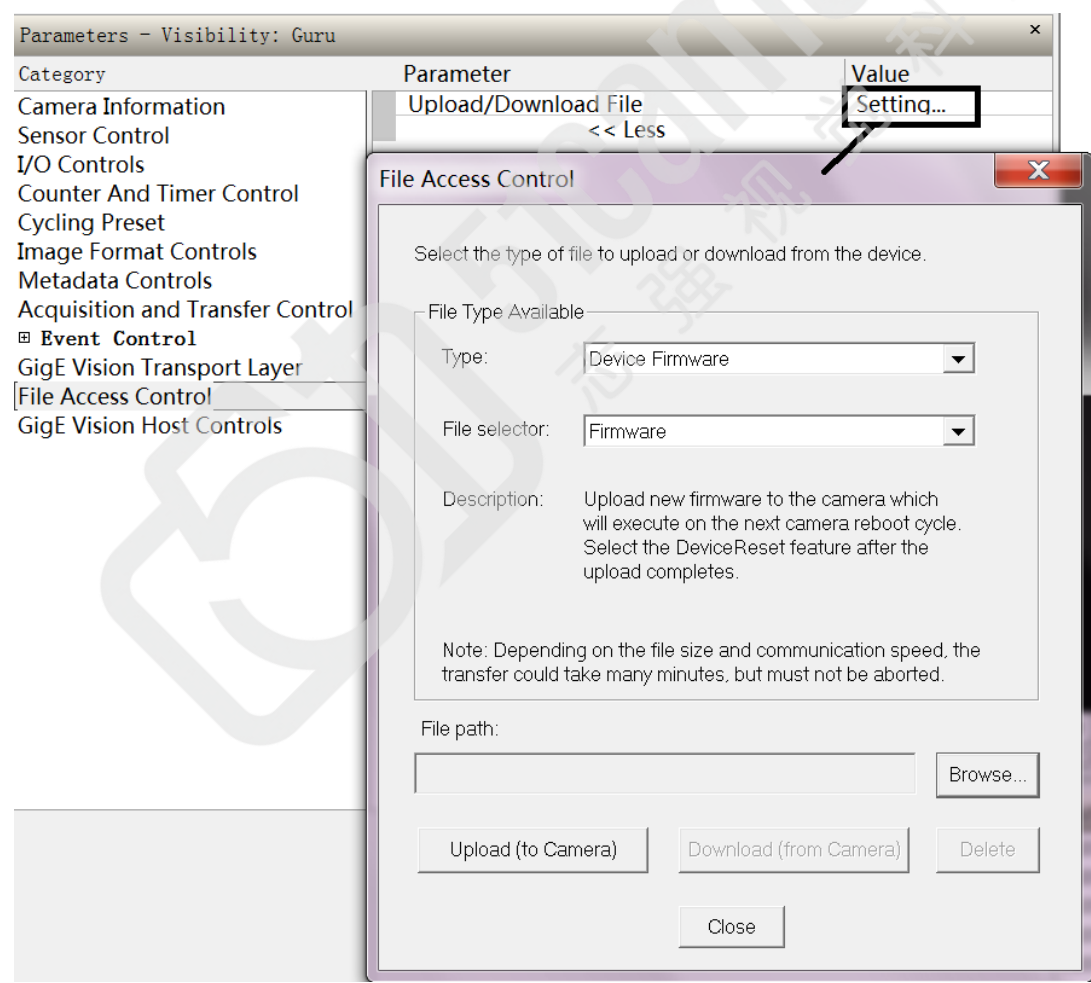 Parameters - Visibility: Guru
×
Category
Parameter
Value
Camera Information
Sensor Control
I/O Controls
Counter And Timer Control
Cycling Preset
Image Format Controls
Metadata Controls
Acquisition and Transfer Control
Event Control
GigE Vision Transport Layer
File Access Control
GigE Vision Host Controls
Upload/Download File
Setting...
<< Less
File Access Control
X
Select the type of file to upload or download from the device.
File Type Available
Type:
Device Firmware
File selector:
Firmware
Description:
Upload new firmware to the camera which
will execute on the next camera reboot cycle.
Select the DeviceReset feature after the
upload completes.
Note: Depending on the file size and communication speed, the
transfer could take many minutes, but must not be aborted.
File path:
Browse...
Upload (to Camera)
Download (from Camera)
Delete
Close
51cam
志强视觉科